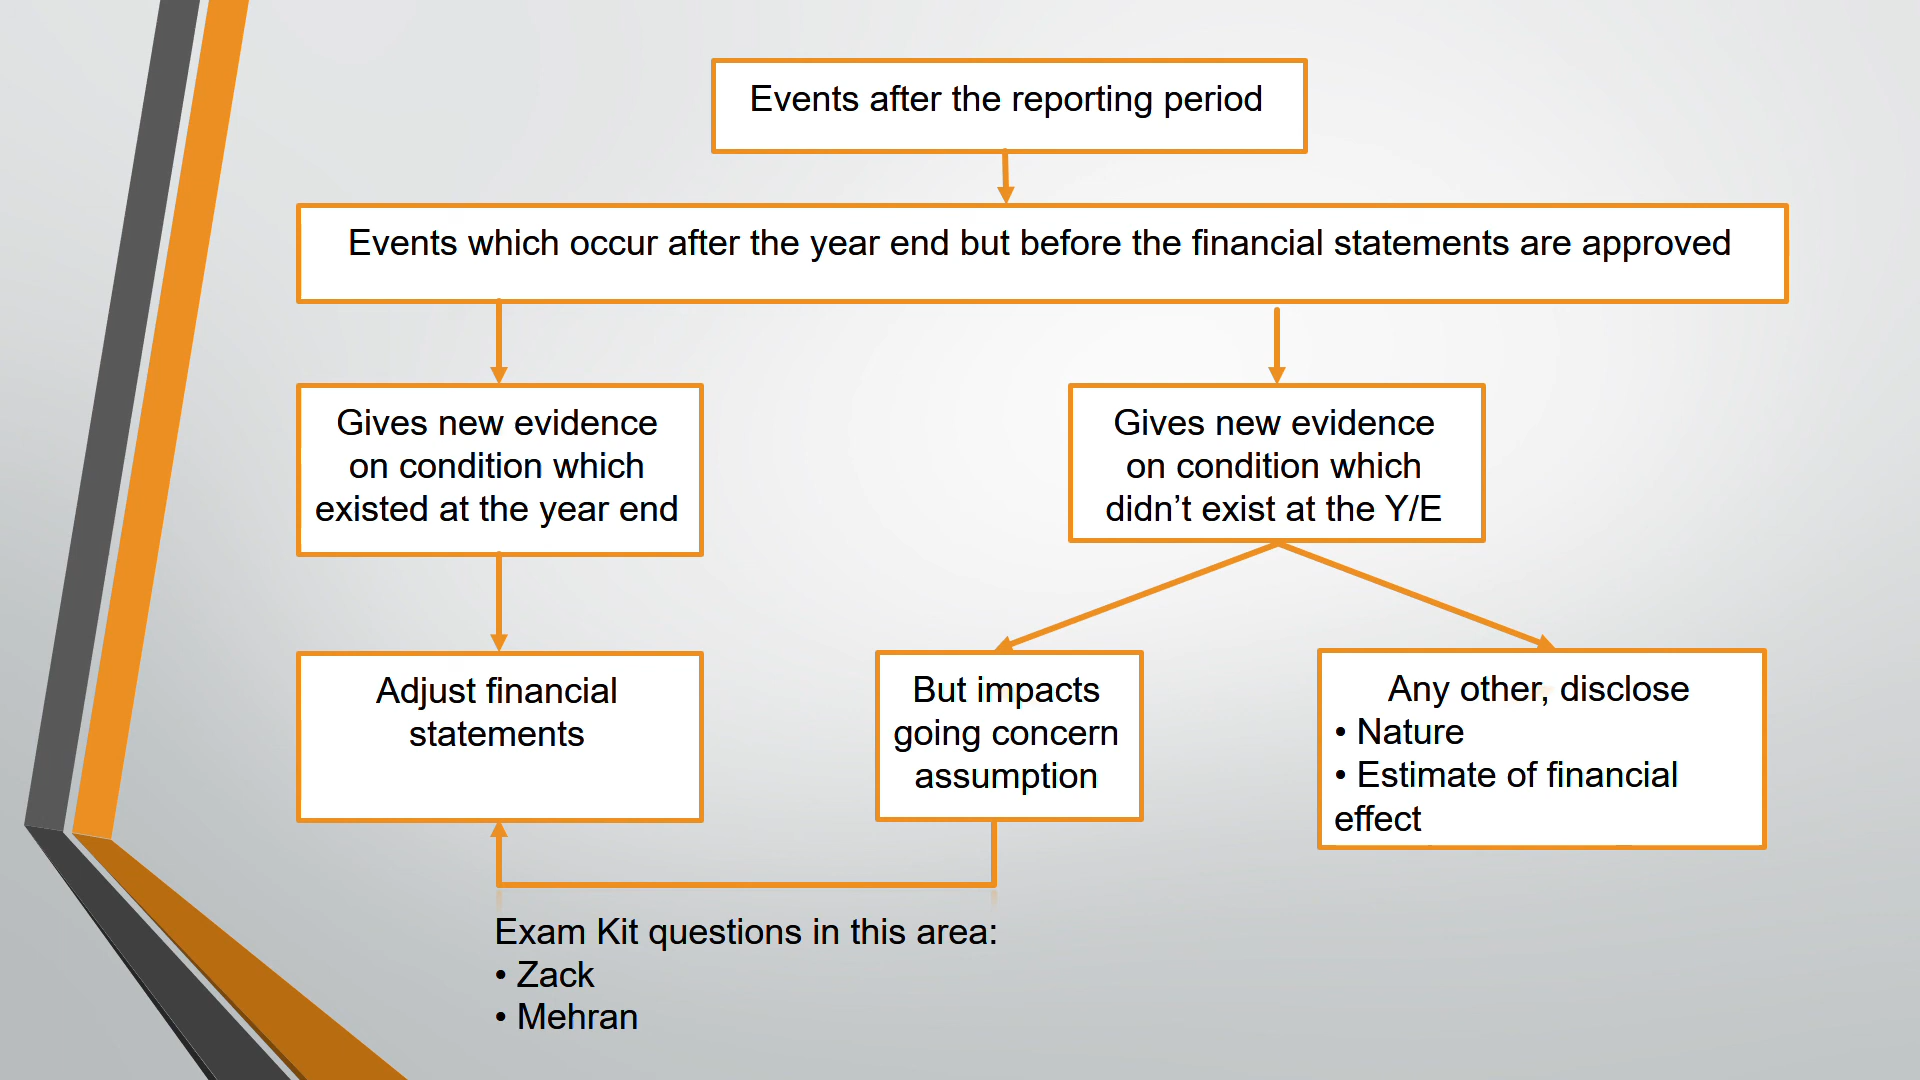 Events after the reporting period
Events which occur after the year end but before the financial statements are approved
Gives new evidence
on condition which
existed at the year end
Gives new evidence
on condition which
didn’t exist at the Y/E
Adjust financial
statements
But impacts
going concern
assumption
Any other, disclose
• Nature
• Estimate of financial
effect
Exam Kit questions in this area:
• Zack
• Mehran